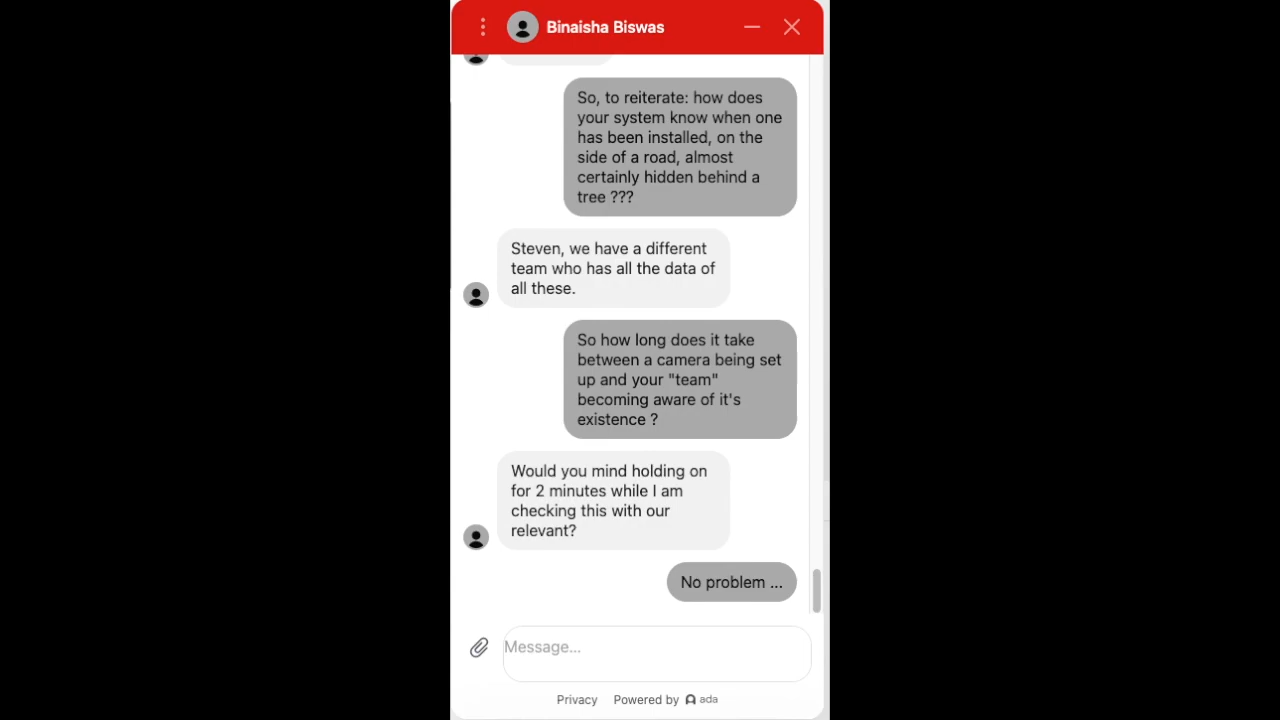 Binaisha Biswas
So, to reiterate: how does
your system know when one
has been installed, on the
side of a road, almost
certainly hidden behind a
tree ???
Steven, we have a different
team who has all the data of
all these.
So how long does it take
between a camera being set
up and your "team"
becoming aware of it's
existence ?
Would you mind holding on
for 2 minutes while I am
checking this with our
relevant?
No problem ...
Message...
Privacy Powered by ada